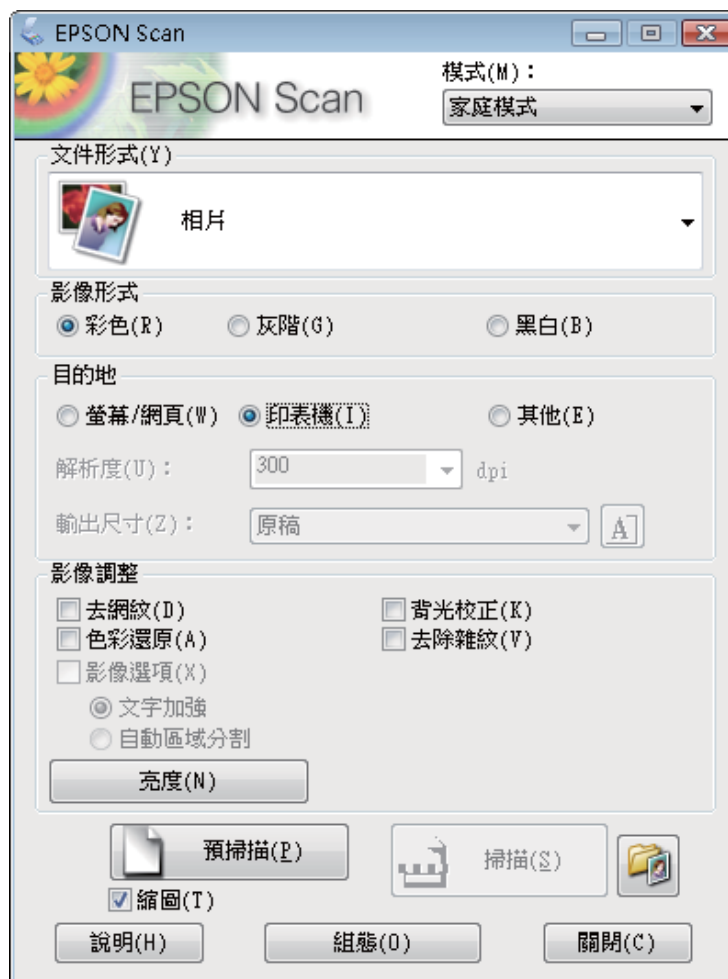 EPSON Scan
EPSON Scan
模式(M)：
家庭模式
文件形式(Y)
相片
影像形式
彩色(R) 灰階(G) 黑白(B)
目的地
螢幕/網頁(W) 印表機(I) 其他(E)
解析度(U)： 300 dpi
輸出尺寸(Z)： 原稿 A
影像調整
去網紋(D) 背光校正(K)
色彩還原(A) 去除雜紋(V)
影像選項(X)
文字加強
自動區域分割
亮度(N)
預掃描(P) 掃描(S)
縮圖(T)
說明(H) 組態(O) 關閉(C)